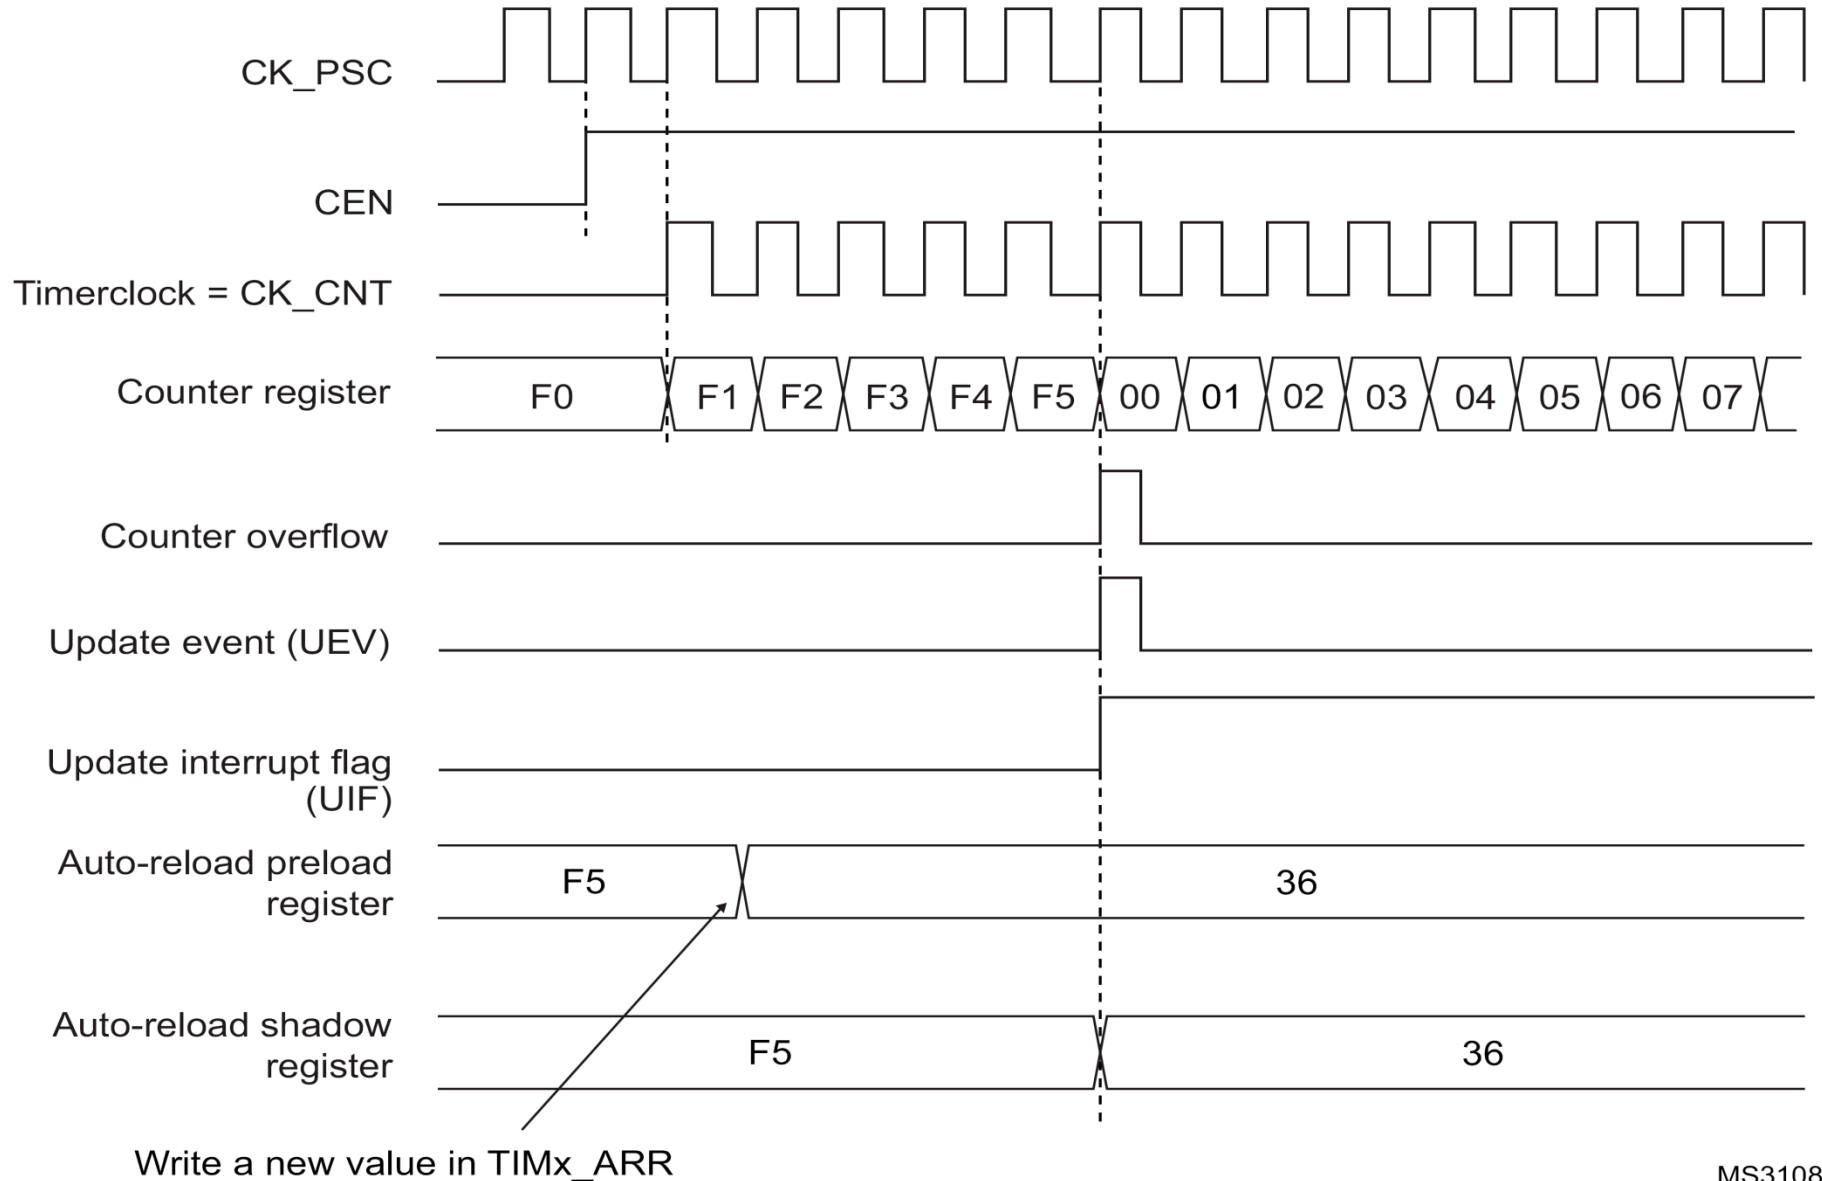 CK_PSC
CEN
Timerclock = CK_CNT
Counter register
F0 F1 F2 F3 F4 F5 00 01 02 03 04 05 06 07
Counter overflow
Update event (UEV)
Update interrupt flag
(UIF)
Auto-reload preload
register
F5 36
Auto-reload shadow
register
F5 36
Write a new value in TIMx_ARR
MS3108